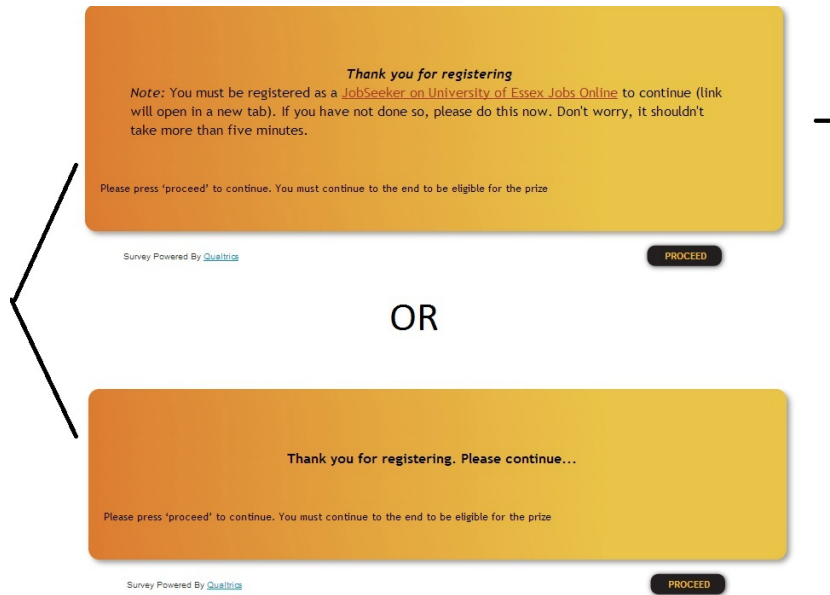 Thank you for registering
Note: You must be registered as a JobSeeker on University of Essex Jobs Online to continue (link
will open in a new tab). If you have not done so, please do this now. Don't worry, it shouldn't
take more than five minutes.
Please press ‘proceed’ to continue. You must continue to the end to be eligible for the prize
Survey Powered By Qualtrics
PROCEED
OR
Thank you for registering. Please continue...
Please press ‘proceed’ to continue. You must continue to the end to be eligible for the prize
Survey Powered By Qualtrics
PROCEED